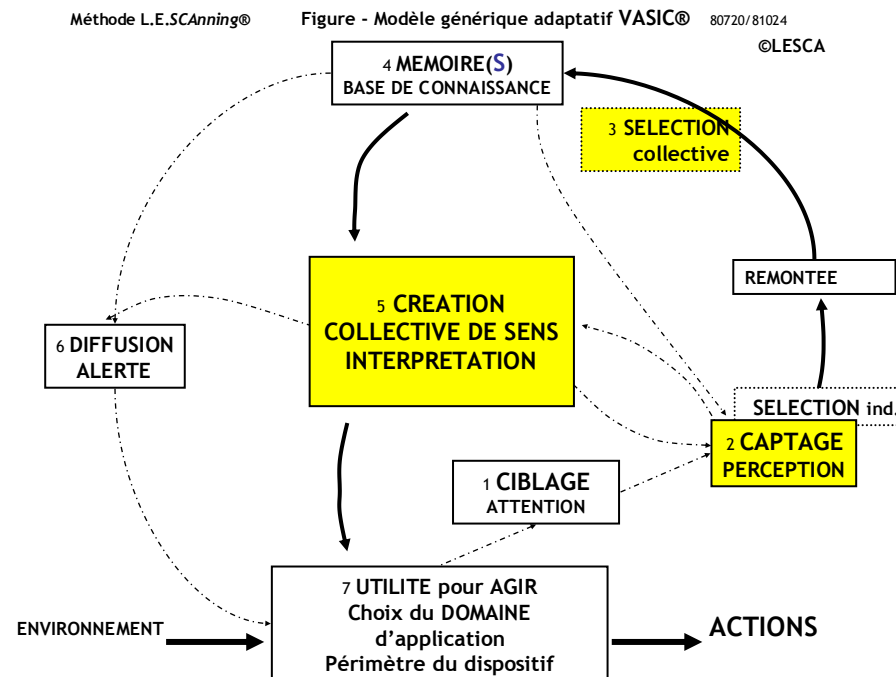 Méthode L.E.SCAnning® Figure - Modèle générique adaptatif VASIC® 80720/81024
©LESCA
4 MEMOIRE(S)
BASE DE CONNAISSANCE
3 SELECTION
collective
REMONTEE
5 CREATION
COLLECTIVE DE SENS
INTERPRETATION
6 DIFFUSION
ALERTE
SELECTION ind.
2 CAPTAGE
PERCEPTION
1 CIBLAGE
ATTENTION
7 UTILITE pour AGIR
Choix du DOMAINE
d’application
Périmètre du dispositif
ENVIRONNEMENT
ACTIONS